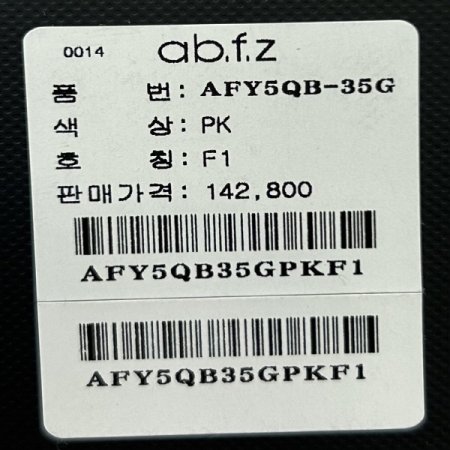 0014 ab.f.z
품 번: AFY5QB-35G
색 상: PK
호 칭: F1
판매가격: 142,800
AFY5QB35GPKF1
AFY5QB35GPKF1